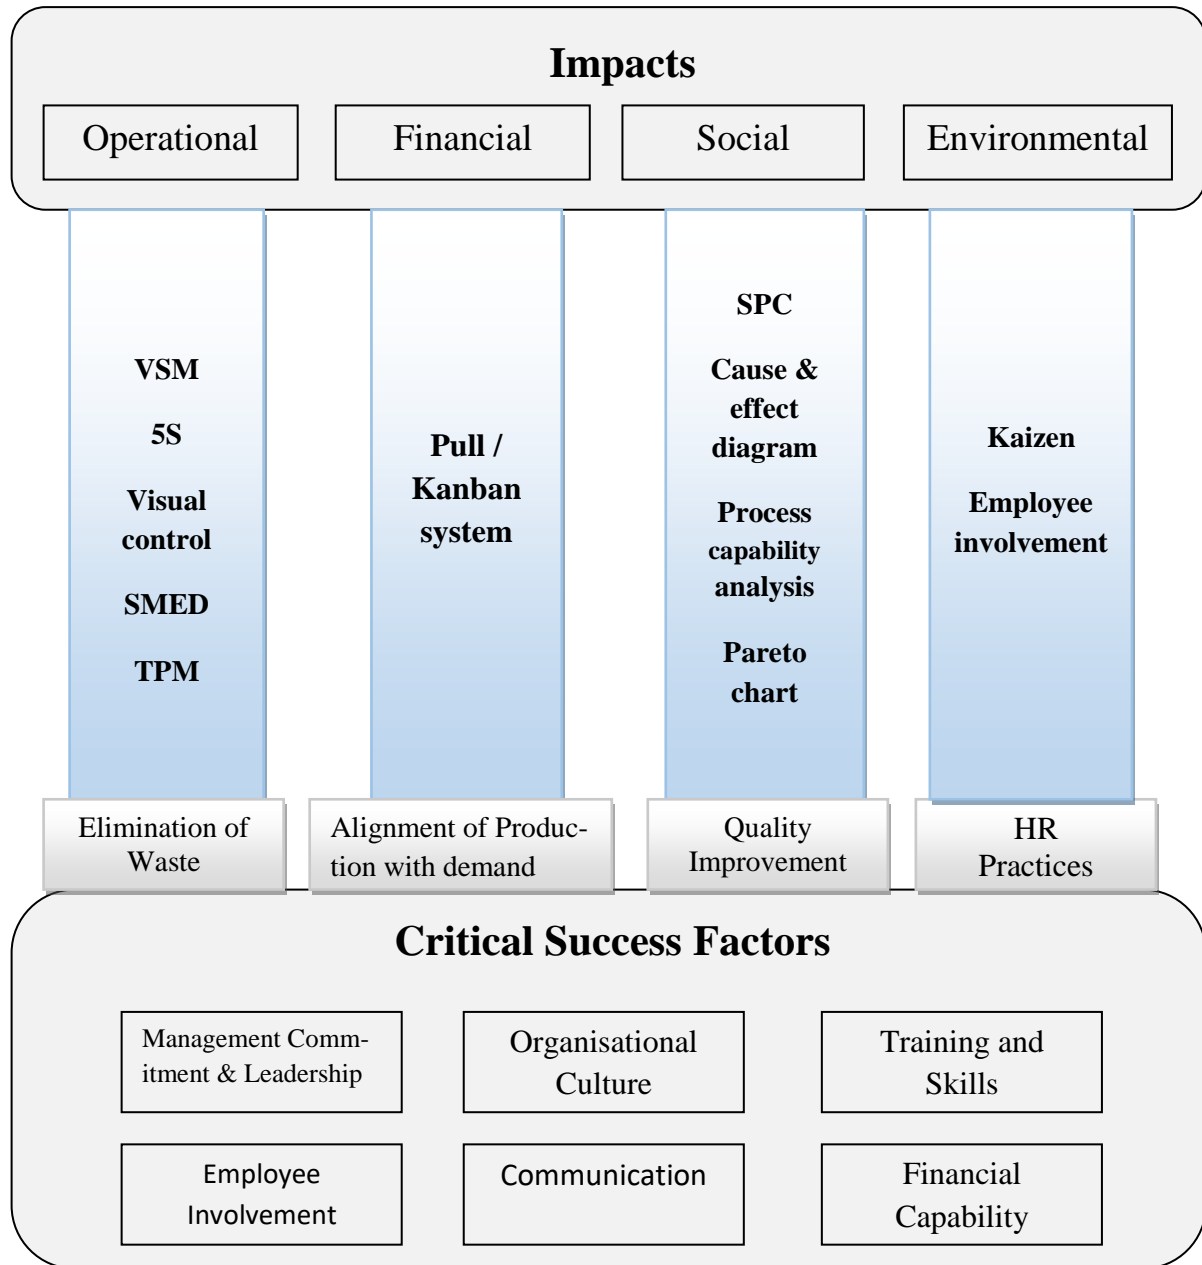 Impacts
Operational
Financial
Social
Environmental
VSM
5S
Visual
control
SMED
TPM
Pull /
Kanban
system
SPC
Cause &
effect
diagram
Process
capability
analysis
Pareto
chart
Kaizen
Employee
involvement
Elimination of
Waste
Alignment of Produc-
tion with demand
Quality
Improvement
HR
Practices
Critical Success Factors
Management Comm-
itment & Leadership
Organisational
Culture
Training and
Skills
Employee
Involvement
Communication
Financial
Capability